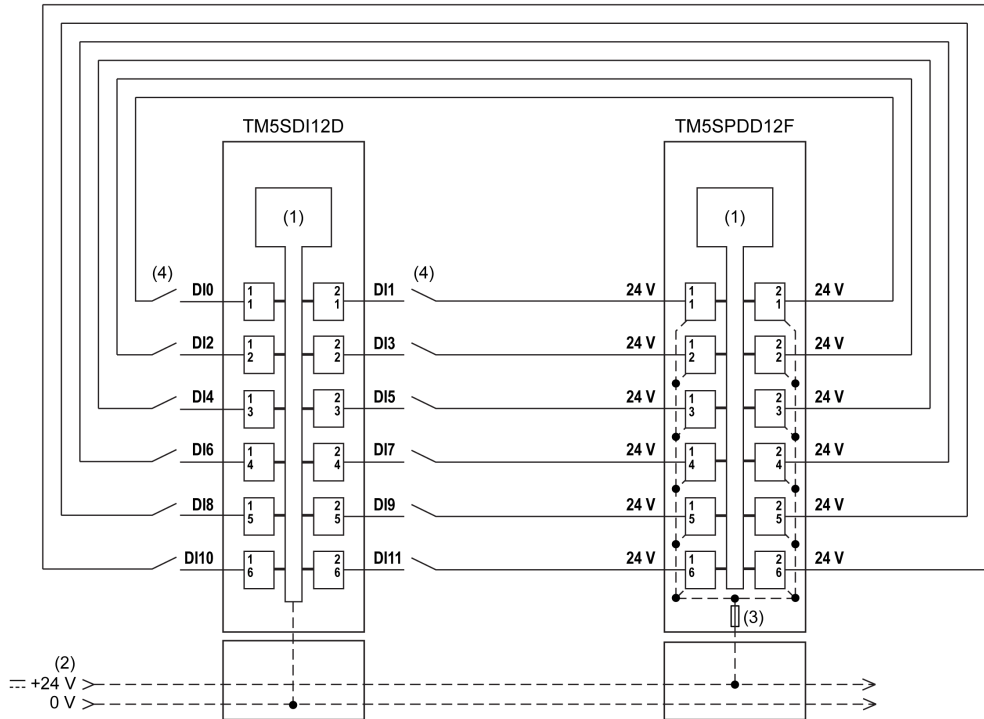 TM5SDI12D TM5SPDD12F
(1) (1)
(4) DI0 1 1 2 1 DI1 (4) 24 V 1 1 2 1 24 V
DI2 1 2 2 2 DI3 24 V 1 2 2 2 24 V
DI4 1 3 2 3 DI5 24 V 1 3 2 3 24 V
DI6 1 4 2 4 DI7 24 V 1 4 2 4 24 V
DI8 1 5 2 5 DI9 24 V 1 5 2 5 24 V
DI10 1 6 2 6 DI11 24 V 1 6 2 6 24 V
(3)
(2)
+24 V
0 V